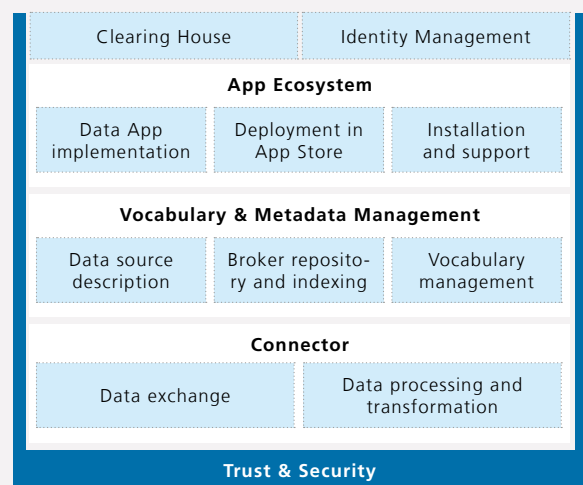 Clearing House
Identity Management
App Ecosystem
Data App
implementation
Deployment in
App Store
Installation
and support
Vocabulary & Metadata Management
Data source
description
Broker reposito-
ry and indexing
Vocabulary
management
Connector
Data exchange
Data processing and
transformation
Trust & Security